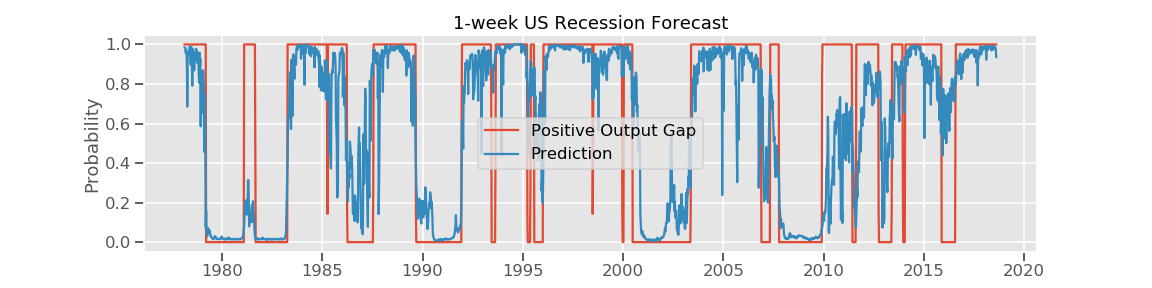 1-week US Recession Forecast
Probability
1.0
0.8
0.6
0.4
0.2
0.0
Positive Output Gap
Prediction
1980 1985 1990 1995 2000 2005 2010 2015 2020